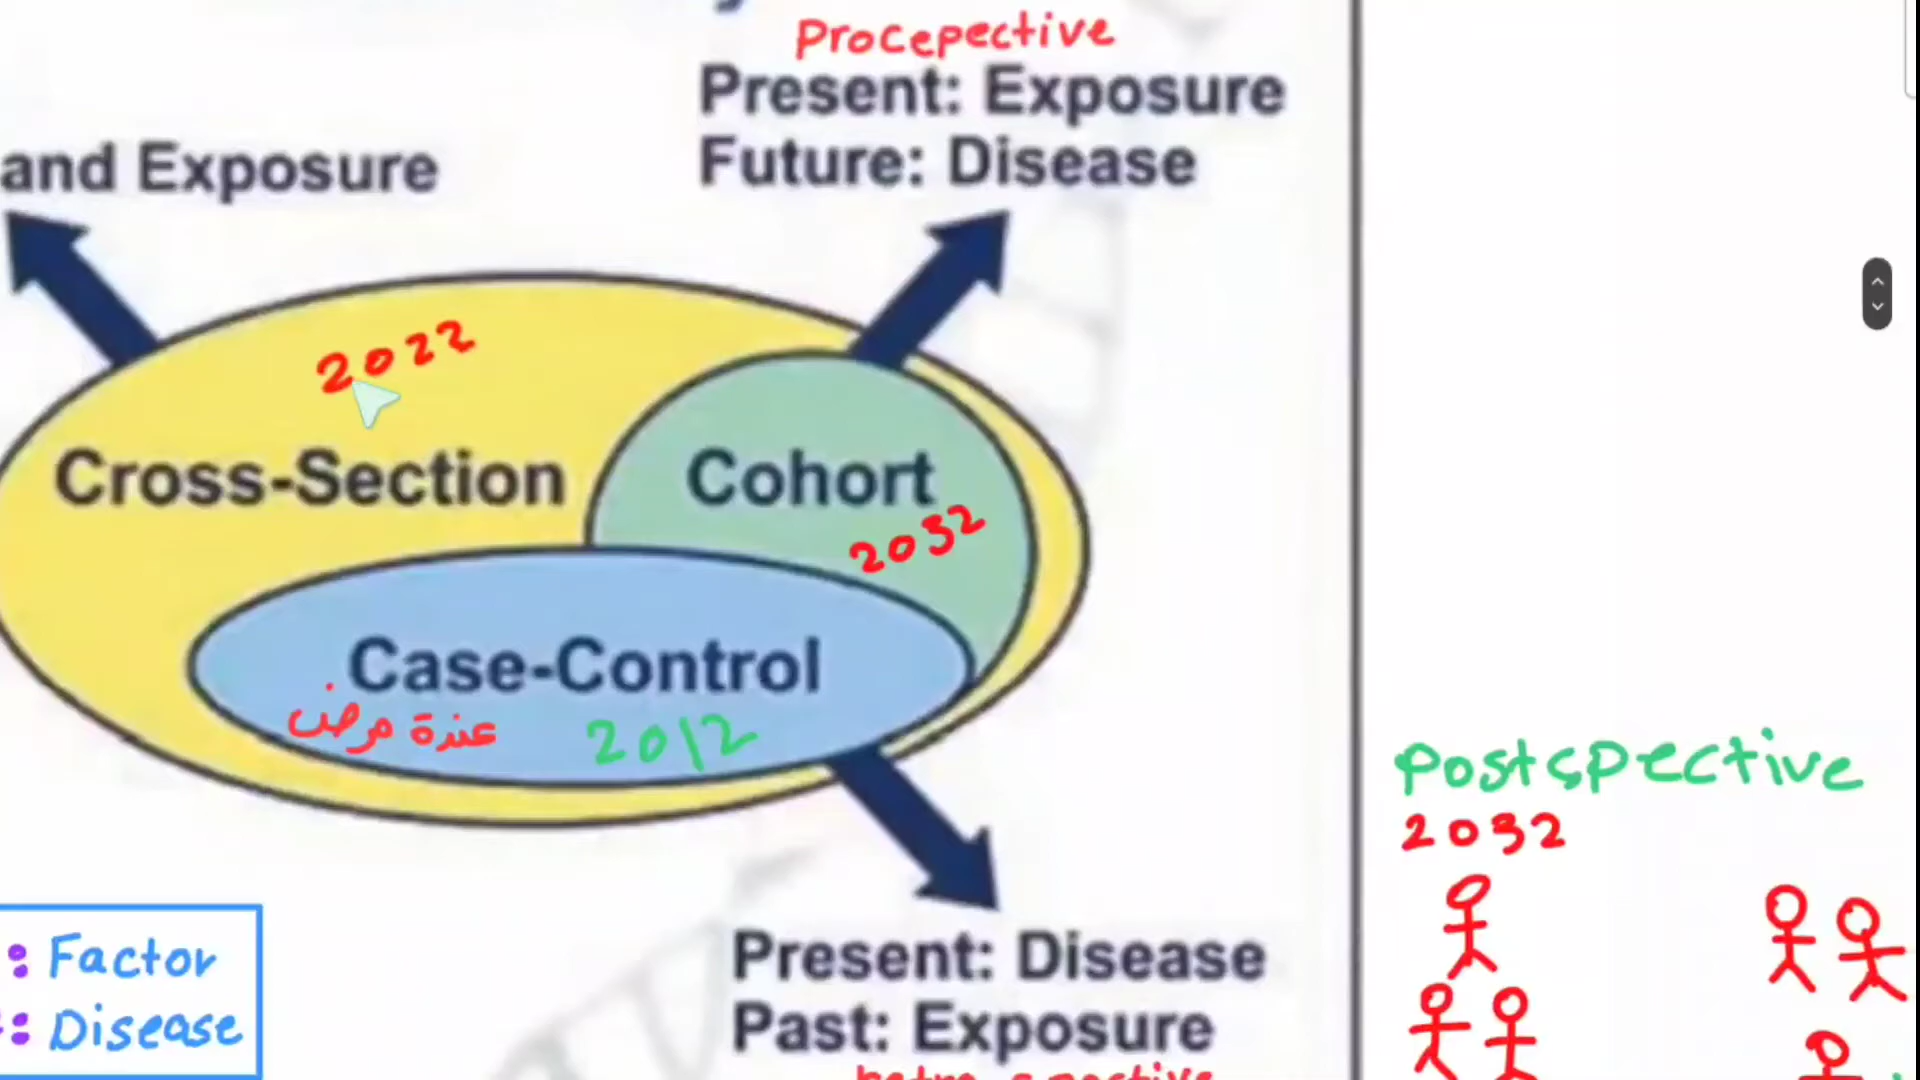 Procepective
Present: Exposure
Future: Disease
and Exposure
2022
Cross-Section
Cohort
2032
Case-Control
عندة مرض
2012
Postspective
2032
: Factor
: Disease
Present: Disease
Past: Exposure